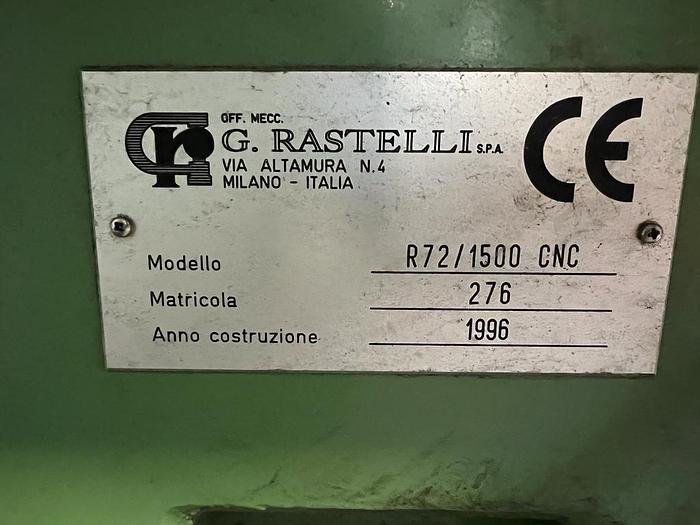 OFF. MECC.
G. RASTELLI S.P.A.
VIA ALTAMURA N.4
MILANO - ITALIA
CE
Modello R72/1500 CNC
Matricola 276
Anno costruzione 1996